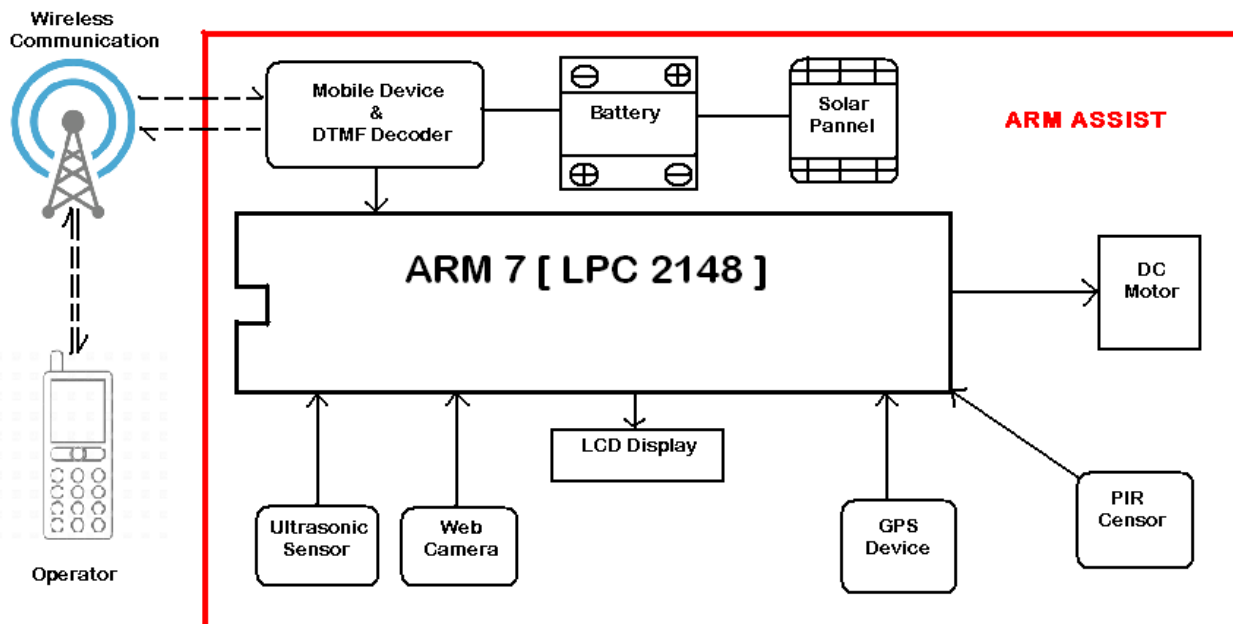 Wireless
Communication
Mobile Device
&
DTMF Decoder
Battery
Solar
Pannel
ARM ASSIST
ARM 7 [ LPC 2148 ]
DC
Motor
LCD Display
Ultrasonic
Sensor
Web
Camera
GPS
Device
PIR
Censor
Operator